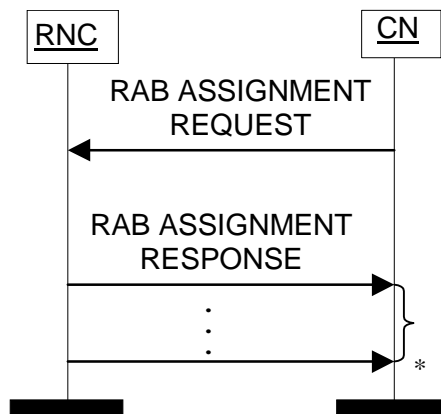 RNC
CN
RAB ASSIGNMENT
REQUEST
RAB ASSIGNMENT
RESPONSE
*